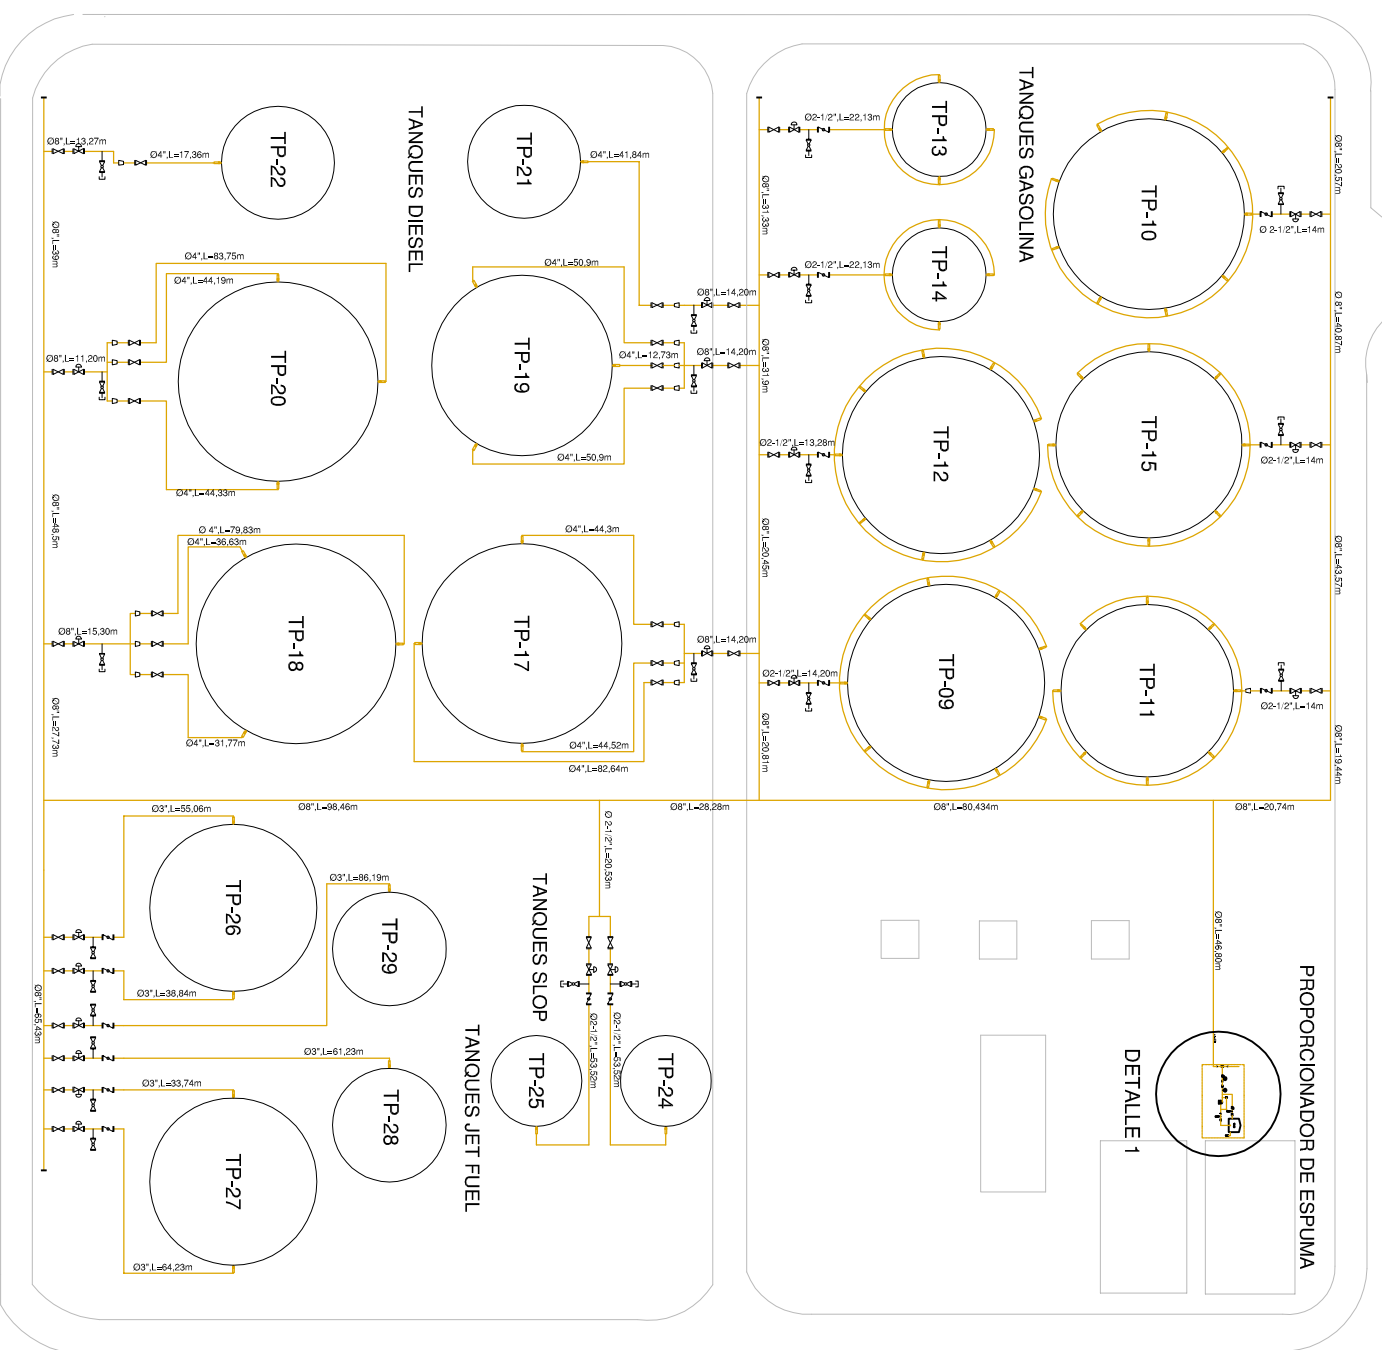 TANQUES DIESEL
TP-22
TP-21
Ø8",L=13,27m
Ø4",L=17,36m
Ø4",L=41,84m
Ø8",L=39m
Ø4",L=83,75m
Ø4",L=44,19m
TP-20
Ø8",L=11,20m
Ø4",L=44,33m
Ø4",L=50,9m
TP-19
Ø4",L=12,73m
Ø4",L=50,9m
Ø8",L=14,20m
Ø8",L=14,20m
Ø8",L=48,5m
Ø 4",L=79,83m
Ø4",L=36,63m
TP-18
Ø8",L=15,30m
Ø4",L=31,77m
Ø8",L=27,73m
Ø4",L=44,3m
TP-17
Ø8",L=14,20m
Ø4",L=44,52m
Ø4",L=82,64m
TANQUES GASOLINA
TP-13
Ø2-1/2",L=22,13m
Ø8",L=31,33m
TP-14
Ø2-1/2",L=22,13m
Ø8",L=31,9m
TP-12
Ø2-1/2",L=13,28m
Ø8",L=20,45m
TP-09
Ø2-1/2",L=14,20m
Ø8",L=20,81m
TP-10
Ø8",L=20,57m
Ø 2-1/2",L=14m
Ø 8",L=40,87m
TP-15
Ø2-1/2",L=14m
Ø8",L=43,57m
TP-11
Ø2-1/2",L=14m
Ø8",L=19,44m
Ø8",L=98,46m
Ø8",L=28,28m
Ø8",L=80,434m
Ø8",L=20,74m
Ø3",L=55,06m
TP-26
Ø3",L=38,84m
Ø3",L=86,19m
TP-29
Ø8",L=65,43m
Ø3",L=61,23m
TP-28
Ø3",L=33,74m
TP-27
Ø3",L=64,23m
TANQUES JET FUEL
TANQUES SLOP
Ø 2-1/2",L=20,53m
TP-25
Ø2-1/2",L=53,52m
TP-24
Ø2-1/2",L=53,52m
Ø8",L=46,80m
PROPORCIONADOR DE ESPUMA
DETALLE 1